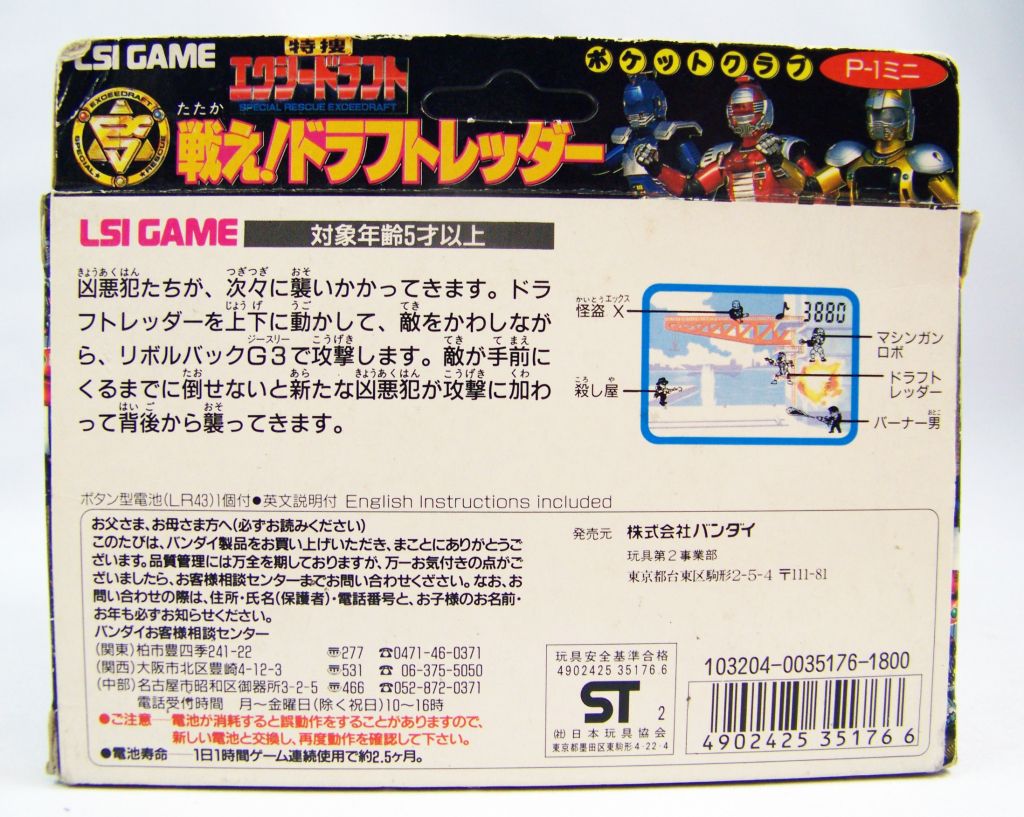 LSI GAME
特捜
エクシードラフト
SPECIAL RESCUE EXCEEDRAFT
ポケットクラブ
P-1ミニ
EXCEEDRAFT
SPECIAL RESCUE
たたか
戦え!ドラフトレッダー
LSI GAME
対象年齢5才以上
きょうあくはん つぎつぎ おそ
凶悪犯たちが、次々に襲いかかってきます。ドラ
じょうげ うご てき
フトレッダーを上下に動かして、敵をかわしなが
ジースリー こうげき てき てまえ
ら、リボルバックG3で攻撃します。敵が手前に
たお あら きょうあくはん こうげき くわ
くるまでに倒せないと新たな凶悪犯が攻撃に加わ
はいご おそ
って背後から襲ってきます。
かいとうエックス
怪盗 X
3880
マシンガン
ロボ
ころ や
殺し屋
ドラフト
レッダー
おとこ
バーナー男
ボタン型電池(LR43)1個付●英文説明付 English Instructions included
お父さま、お母さま方へ(必ずお読みください)
このたびは、バンダイ製品をお買い上げいただき、まことにありがとうご
ざいます。品質管理には万全を期しておりますが、万一お気付きの点がご
ざいましたら、お客様相談センターまでお問い合わせください。なお、お
問い合わせの際は、住所・氏名(保護者)・電話番号と、お子様のお名前・
お年も必ずお知らせください。
バンダイお客様相談センター
(関東)柏市豊四季241-22 〠277 ☎0471-46-0371
(関西)大阪市北区豊崎4-12-3 〠531 ☎ 06-375-5050
(中部)名古屋市昭和区御器所3-2-5 〠466 ☎052-872-0371
電話受付時間 月〜金曜日(除く祝日)10〜16時
●ご注意—電池が消耗すると誤動作をすることがありますので、
新しい電池と交換し、再度動作を確認して下さい。
●電池寿命—1日1時間ゲーム連続使用で約2.5ヶ月。
発売元 株式会社バンダイ
玩具第2事業部
東京都台東区駒形2-5-4 〒111-81
玩具安全基準合格
4902425 35176.6
ST 2
㈳日本玩具協会
東京都墨田区東駒形4-22-4
103204-0035176-1800
4902425 351766